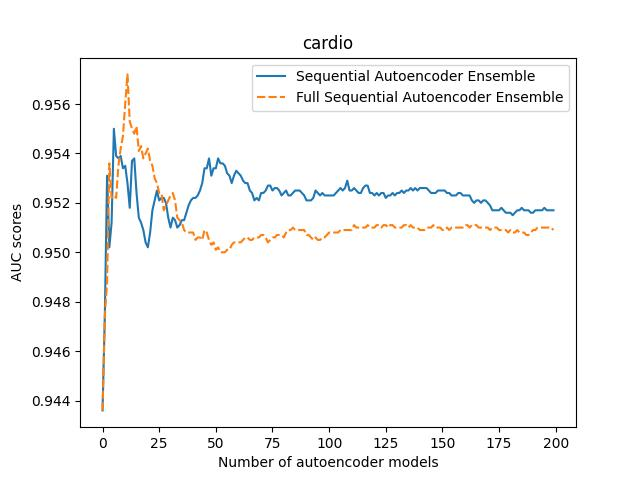 cardio
Sequential Autoencoder Ensemble
Full Sequential Autoencoder Ensemble
AUC scores
0.956
0.954
0.952
0.950
0.948
0.946
0.944
0 25 50 75 100 125 150 175 200
Number of autoencoder models